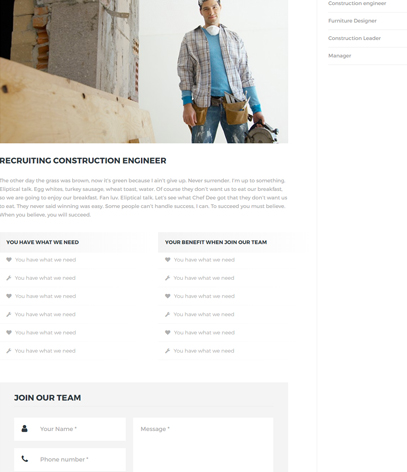 Construction engineer
Furniture Designer
Construction Leader
Manager
RECRUITING CONSTRUCTION ENGINEER
The other day the grass was brown, now it's green because I ain't give up. Never surrender. I'm up to something.
Eliptical talk. Egg whites, turkey sausage, wheat toast, water. Of course they don't want us to eat our breakfast,
so we are going to enjoy our breakfast. Fan luv. Eliptical talk. Let's see what Chef Dee got that they don't want us
to eat. They never said winning was easy. Some people can't handle success, I can. To succeed you must believe.
When you believe, you will succeed.
YOU HAVE WHAT WE NEED
You have what we need
You have what we need
You have what we need
You have what we need
You have what we need
You have what we need
YOUR BENEFIT WHEN JOIN OUR TEAM
You have what we need
You have what we need
You have what we need
You have what we need
You have what we need
You have what we need
JOIN OUR TEAM
Your Name *
Message *
Phone number *